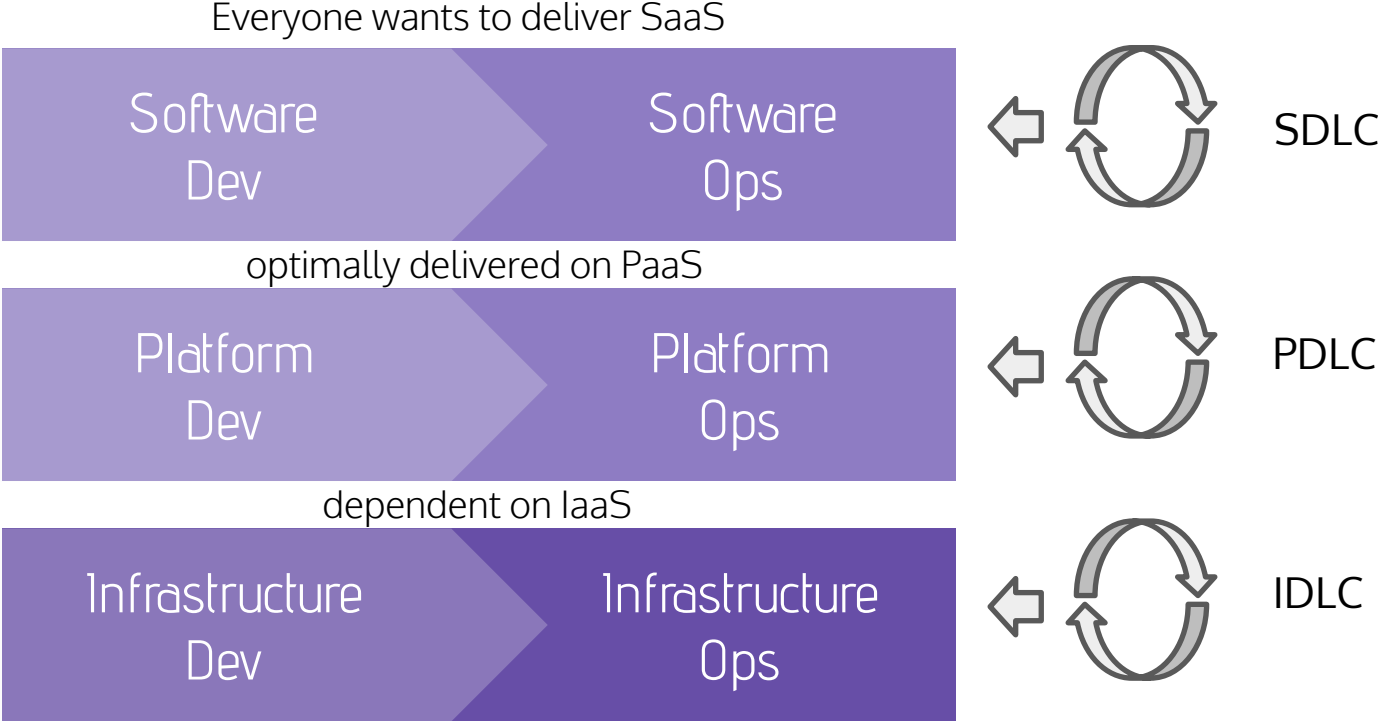 Everyone wants to deliver SaaS
Software
Dev
Software
Ops
SDLC
optimally delivered on PaaS
Platform
Dev
Platform
Ops
PDLC
dependent on IaaS
Infrastructure
Dev
Infrastructure
Ops
IDLC